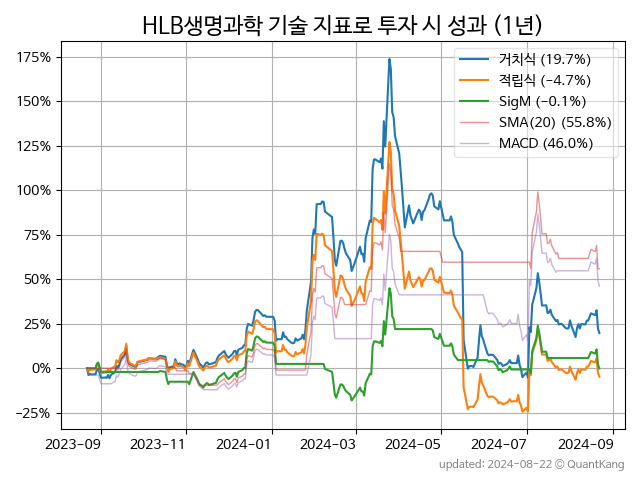 HLB생명과학 기술 지표로 투자 시 성과 (1년)
175%
150%
125%
100%
75%
50%
25%
0%
−25%
거치식 (19.7%)
적립식 (-4.7%)
SigM (-0.1%)
SMA(20) (55.8%)
MACD (46.0%)
2023-09
2023-11
2024-01
2024-03
2024-05
2024-07
2024-09
updated: 2024-08-22 © QuantKang